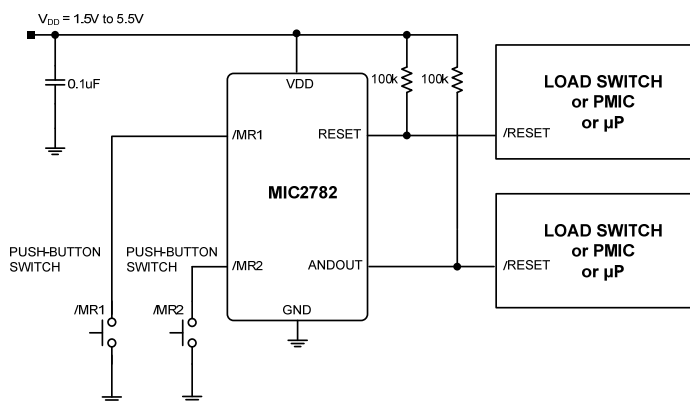 VDD = 1.5V to 5.5V
0.1uF
VDD
100k
100k
LOAD SWITCH
or PMIC
or µP
/RESET
/MR1
RESET
MIC2782
PUSH-BUTTON
SWITCH
PUSH-BUTTON
SWITCH
/MR2
ANDOUT
LOAD SWITCH
or PMIC
or µP
/RESET
GND
/MR1
/MR2